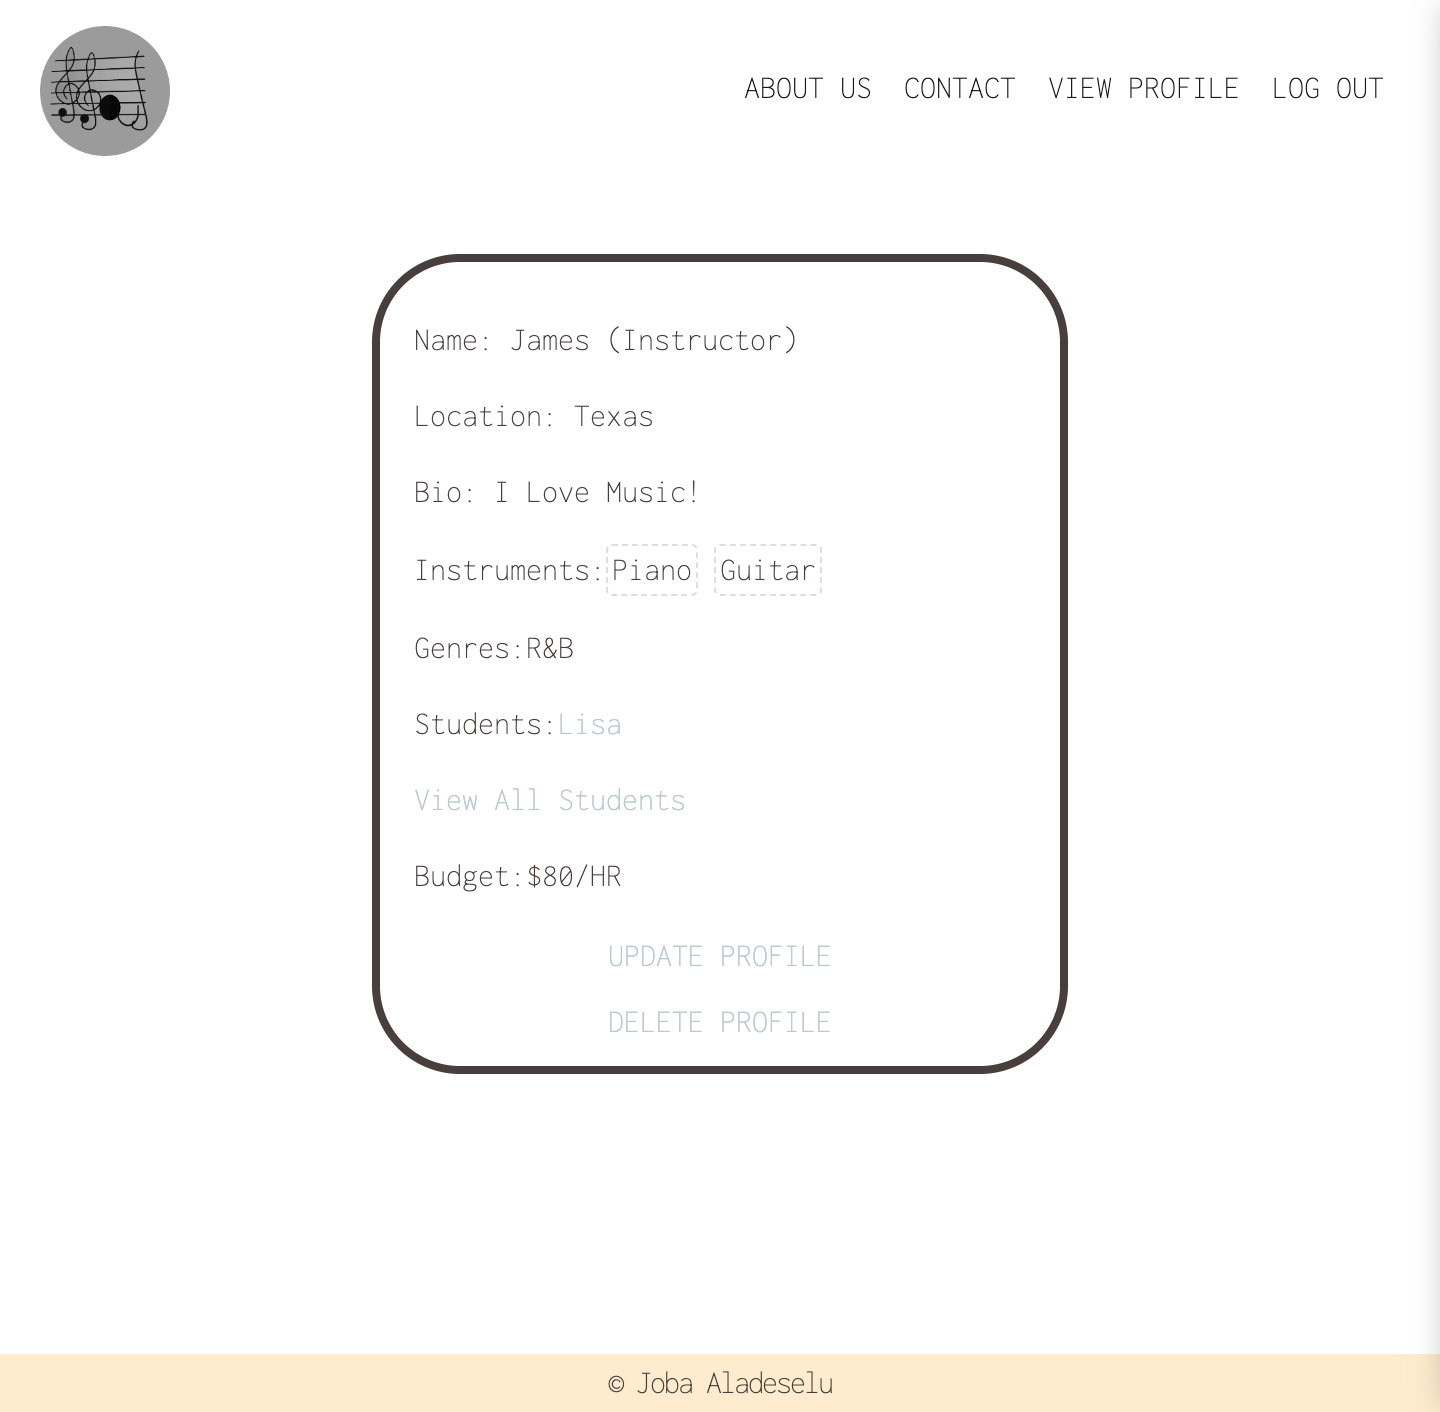 ABOUT US CONTACT VIEW PROFILE LOG OUT
Name: James (Instructor)
Location: Texas
Bio: I Love Music!
Instruments:Piano Guitar
Genres:R&B
Students:Lisa
View All Students
Budget:$80/HR
UPDATE PROFILE
DELETE PROFILE
© Joba Aladeselu